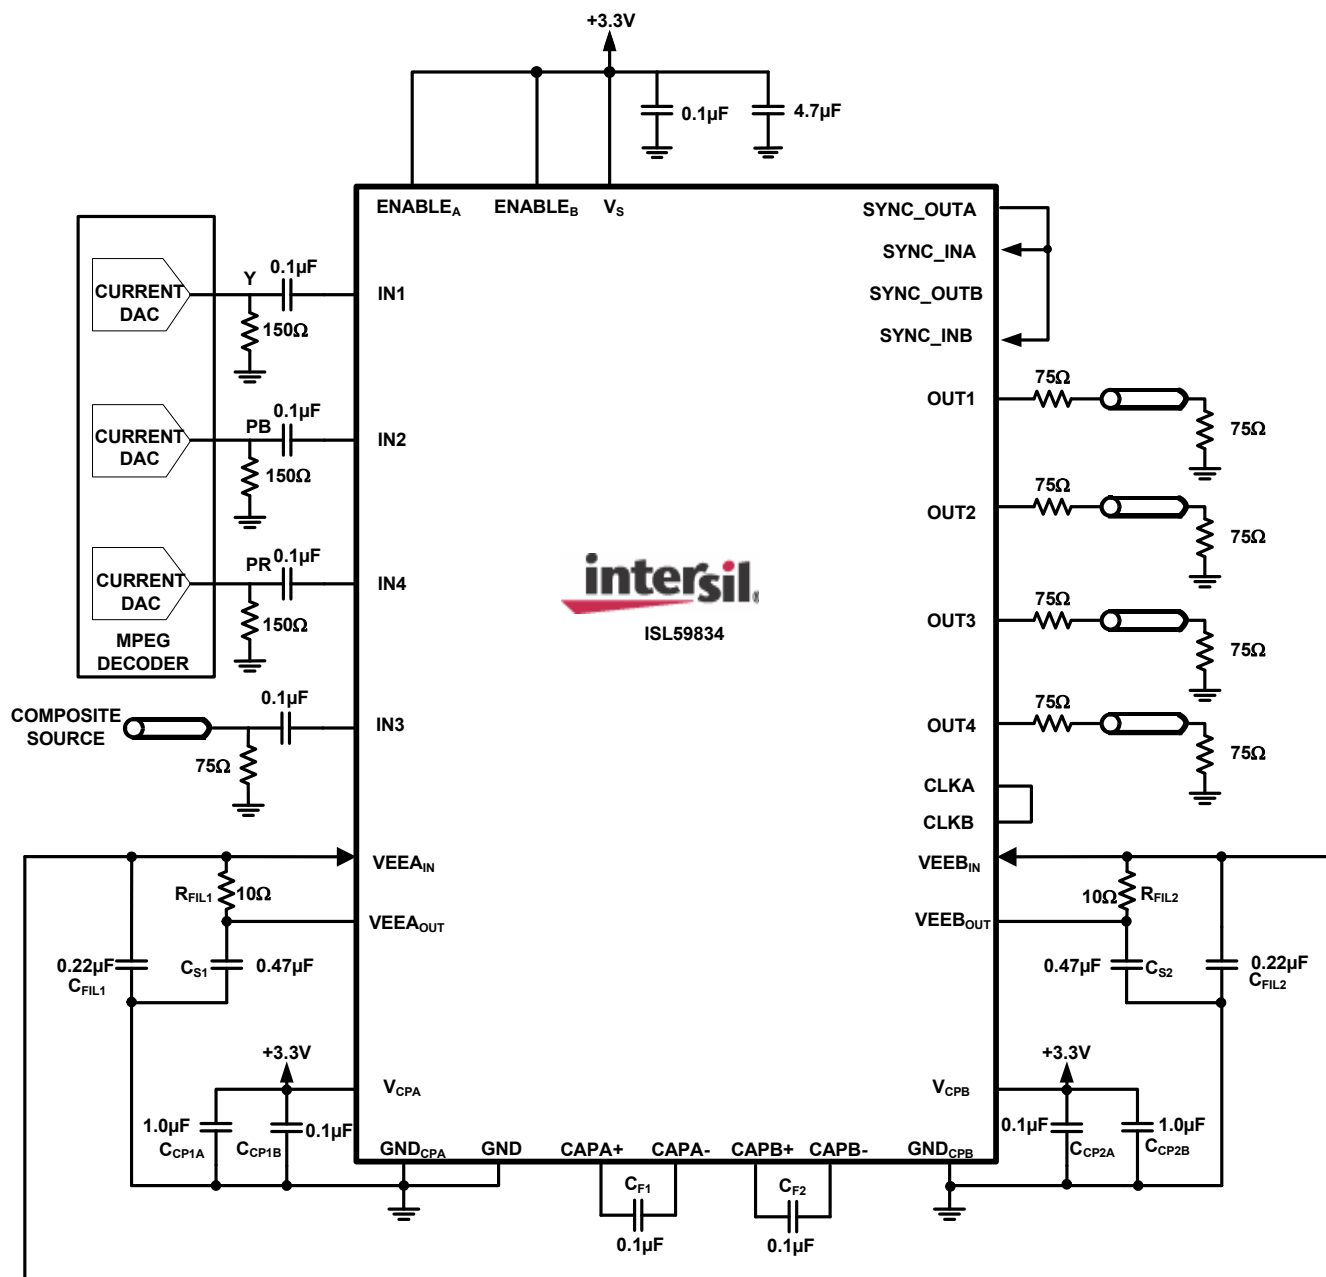 +3.3V
0.1µF
4.7µF
ENABLEA
ENABLEB
VS
SYNC_OUTA
SYNC_INA
SYNC_OUTB
SYNC_INB
CURRENT
DAC
Y
0.1µF
150Ω
IN1
CURRENT
DAC
PB
0.1µF
150Ω
IN2
CURRENT
DAC
PR
0.1µF
150Ω
IN4
MPEG
DECODER
COMPOSITE
SOURCE
0.1µF
75Ω
IN3
intersil®
ISL59834
OUT1
75Ω
75Ω
OUT2
75Ω
75Ω
OUT3
75Ω
75Ω
OUT4
75Ω
75Ω
CLKA
CLKB
VEEAIN
RFIL1
10Ω
VEEAOUT
0.22µF
CFIL1
CS1
0.47µF
VEEBIN
10Ω
RFIL2
VEEBOUT
0.47µF
CS2
0.22µF
CFIL2
+3.3V
VCPA
1.0µF
CCP1A
CCP1B
0.1µF
+3.3V
VCPB
0.1µF
CCP2A
1.0µF
CCP2B
GNDCPA
GND
CAPA+
CAPA-
CAPB+
CAPB-
GNDCPB
CF1
0.1µF
CF2
0.1µF